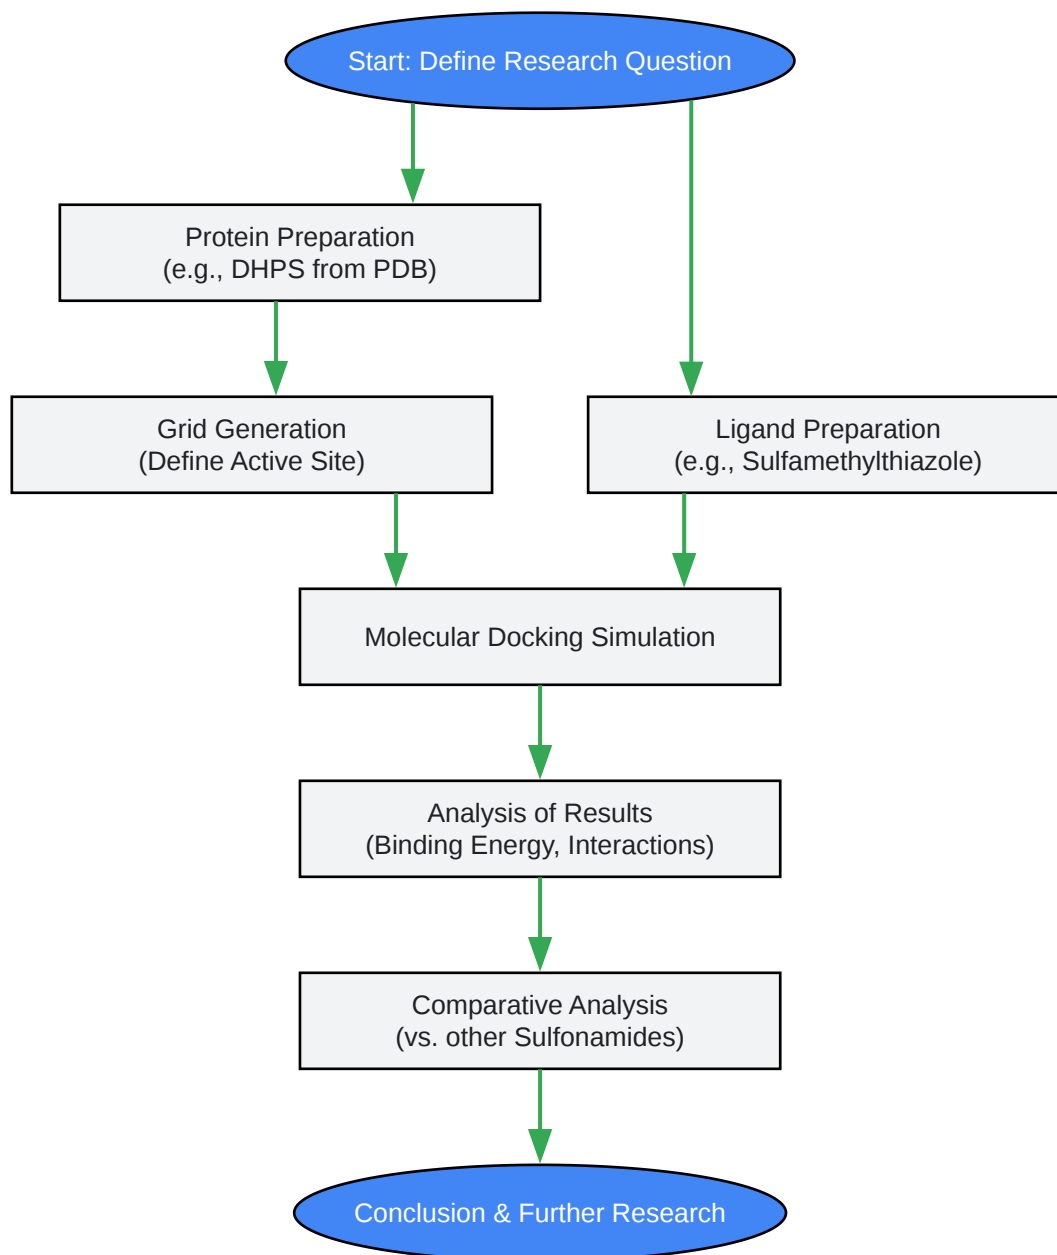 Start: Define Research Question
Protein Preparation
(e.g., DHPS from PDB)
Grid Generation
(Define Active Site)
Ligand Preparation
(e.g., Sulfamethylthiazole)
Molecular Docking Simulation
Analysis of Results
(Binding Energy, Interactions)
Comparative Analysis
(vs. other Sulfonamides)
Conclusion & Further Research